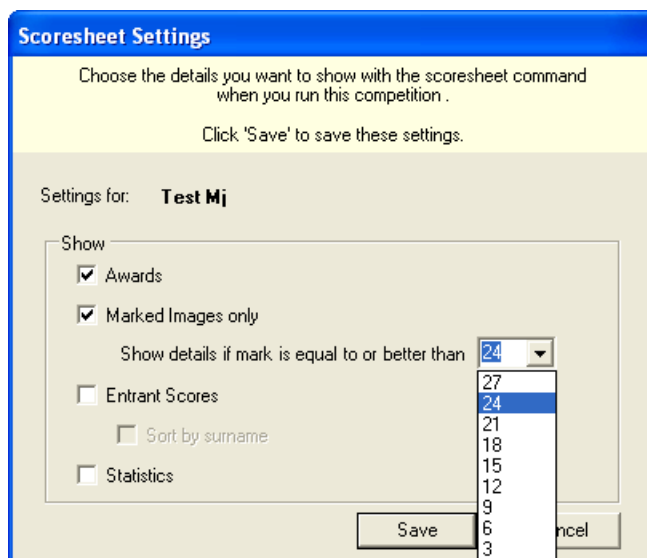 Scoresheet Settings
Choose the details you want to show with the scoresheet command
when you run this competition .
Click 'Save' to save these settings.
Settings for: Test Mj
Show
Awards
Marked Images only
Show details if mark is equal to or better than 24
27
24
21
18
15
12
9
6
3
Entrant Scores
Sort by surname
Statistics
Save ncel